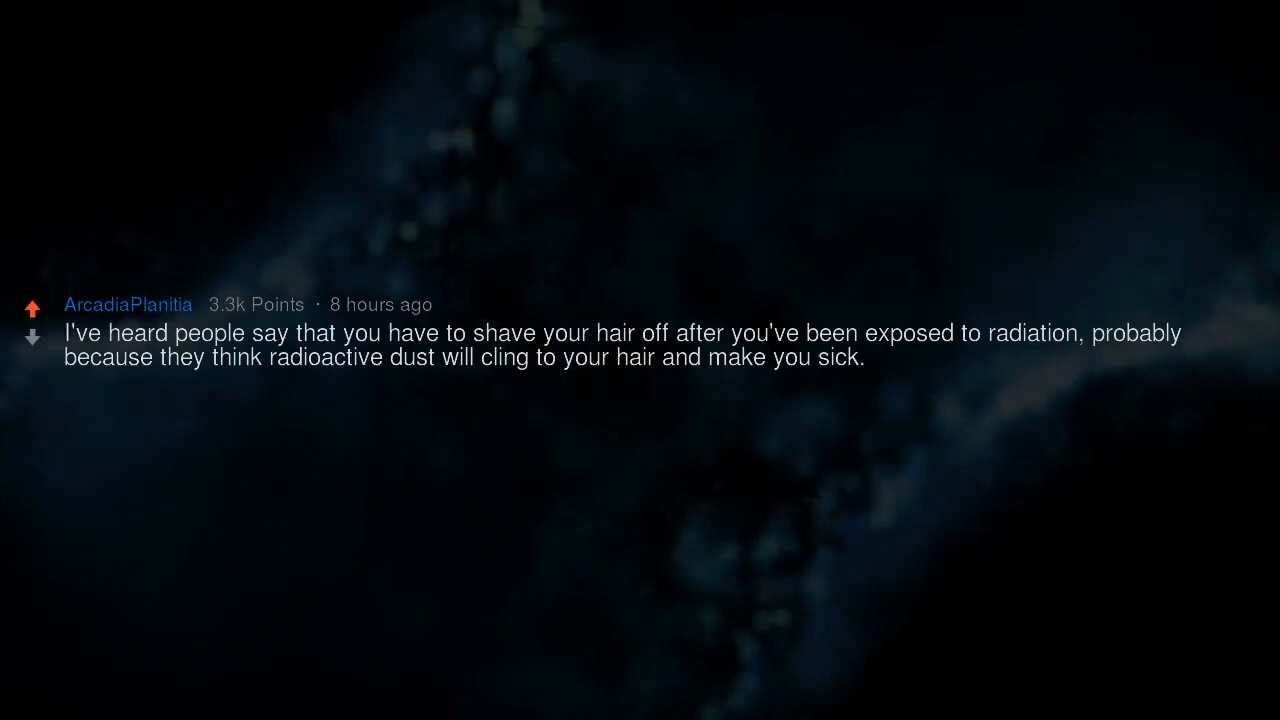 ArcadiaPlanitia 3.3k Points · 8 hours ago
I've heard people say that you have to shave your hair off after you've been exposed to radiation, probably
because they think radioactive dust will cling to your hair and make you sick.